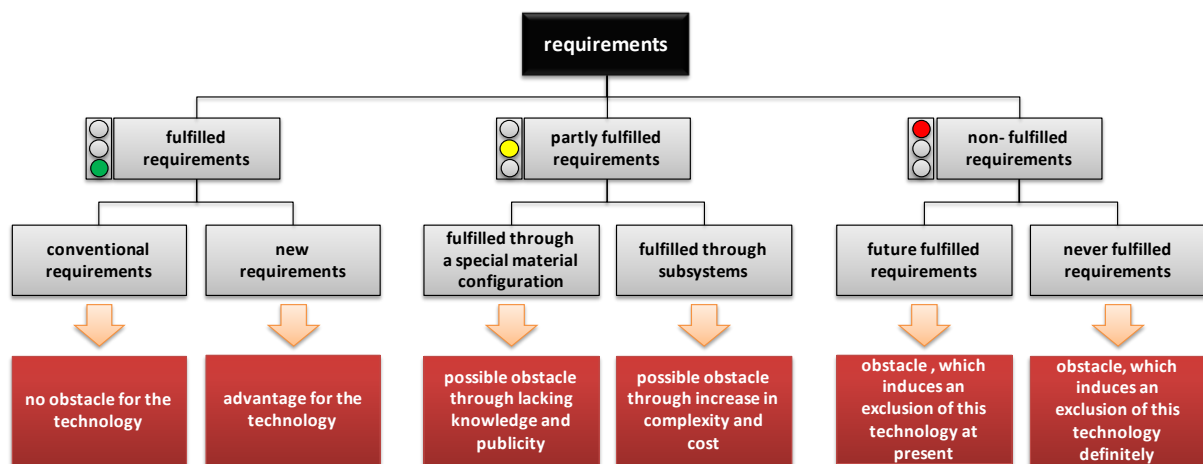 requirements
fulfilled
requirements
partly fulfilled
requirements
non- fulfilled
requirements
conventional
requirements
new
requirements
fulfilled through
a special material
configuration
fulfilled through
subsystems
future fulfilled
requirements
never fulfilled
requirements
no obstacle for the
technology
advantage for the
technology
possible obstacle
through lacking
knowledge and
publicity
possible obstacle
through increase in
complexity and
cost
obstacle , which
induces an
exclusion of this
technology at
present
obstacle, which
induces an
exclusion of this
technology
definitely